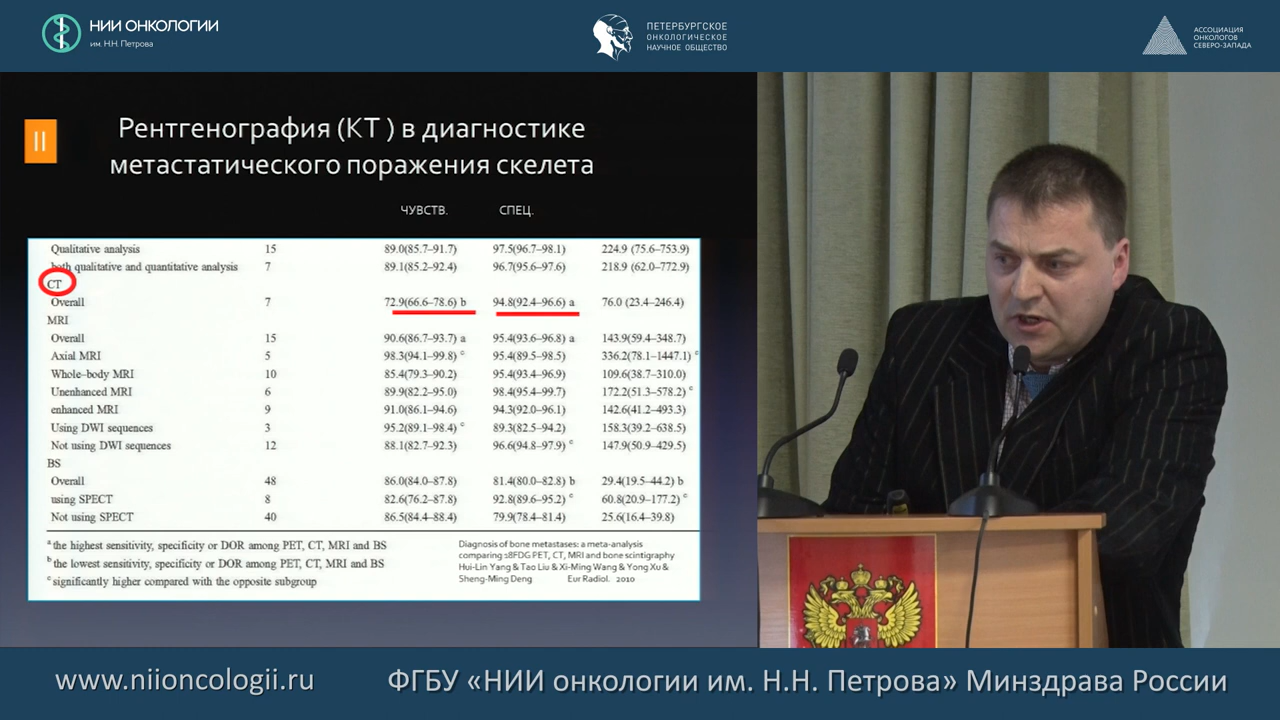 НИИ ОНКОЛОГИИ
им. Н.Н. Петрова
ПЕТЕРБУРГСКОЕ
ОНКОЛОГИЧЕСКОЕ
НАУЧНОЕ ОБЩЕСТВО
АССОЦИАЦИЯ
ОНКОЛОГОВ
СЕВЕРО-ЗАПАДА
II
Рентгенография (КТ ) в диагностике
метастатического поражения скелета
ЧУВСТВ. СПЕЦ.
Qualitative analysis 15 89.0(85.7–91.7) 97.5(96.7–98.1) 224.9 (75.6–753.9)
both qualitative and quantitative analysis 7 89.1(85.2–92.4) 96.7(95.6–97.6) 218.9 (62.0–772.9)
CT
Overall 7 72.9(66.6–78.6) b 94.8(92.4–96.6) a 76.0 (23.4–246.4)
MRI
Overall 15 90.6(86.7–93.7) a 95.4(93.6–96.8) a 143.9(59.4–348.7)
Axial MRI 5 98.3(94.1–99.8) c 95.4(89.5–98.5) 336.2(78.1–1447.1) c
Whole–body MRI 10 85.4(79.3–90.2) 95.4(93.4–96.9) 109.6(38.7–310.0)
Unenhanced MRI 6 89.9(82.2–95.0) 98.4(95.4–99.7) 172.2(51.3–578.2) c
enhanced MRI 9 91.0(86.1–94.6) 94.3(92.0–96.1) 142.6(41.2–493.3)
Using DWI sequences 3 95.2(89.1–98.4) c 89.3(82.5–94.2) 158.3(39.2–638.5)
Not using DWI sequences 12 88.1(82.7–92.3) 96.6(94.8–97.9) c 147.9(50.9–429.5)
BS
Overall 48 86.0(84.0–87.8) 81.4(80.0–82.8) b 29.4(19.5–44.2) b
using SPECT 8 82.6(76.2–87.8) 92.8(89.6–95.2) c 60.8(20.9–177.2) c
Not using SPECT 40 86.5(84.4–88.4) 79.9(78.4–81.4) 25.6(16.4–39.8)
a the highest sensitivity, specificity or DOR among PET, CT, MRI and BS
b the lowest sensitivity, specificity or DOR among PET, CT, MRI and BS
c significantly higher compared with the opposite subgroup
Diagnosis of bone metastases: a meta-analysis
comparing 18FDG PET, CT, MRI and bone scintigraphy
Hui-Lin Yang & Tao Liu & Xi-Ming Wang & Yong Xu &
Sheng-Ming Deng Eur Radiol. 2010
www.niioncologii.ru
ФГБУ «НИИ онкологии им. Н.Н. Петрова» Минздрава России